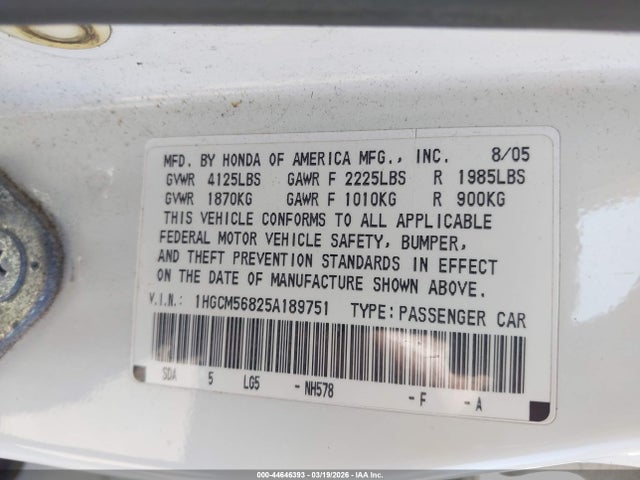 MFD. BY HONDA OF AMERICA MFG., INC. 8/05
GVWR 4125LBS GAWR F 2225LBS R 1985LBS
GVWR 1870KG GAWR F 1010KG R 900KG
THIS VEHICLE CONFORMS TO ALL APPLICABLE
FEDERAL MOTOR VEHICLE SAFETY, BUMPER,
AND THEFT PREVENTION STANDARDS IN EFFECT
ON THE DATE OF MANUFACTURE SHOWN ABOVE.
V.I.N.: 1HGCM56825A189751 TYPE: PASSENGER CAR
SDA 5 LG5 - NH578 - F - A
000-44646393 - 03/19/2026 - IAA Inc.